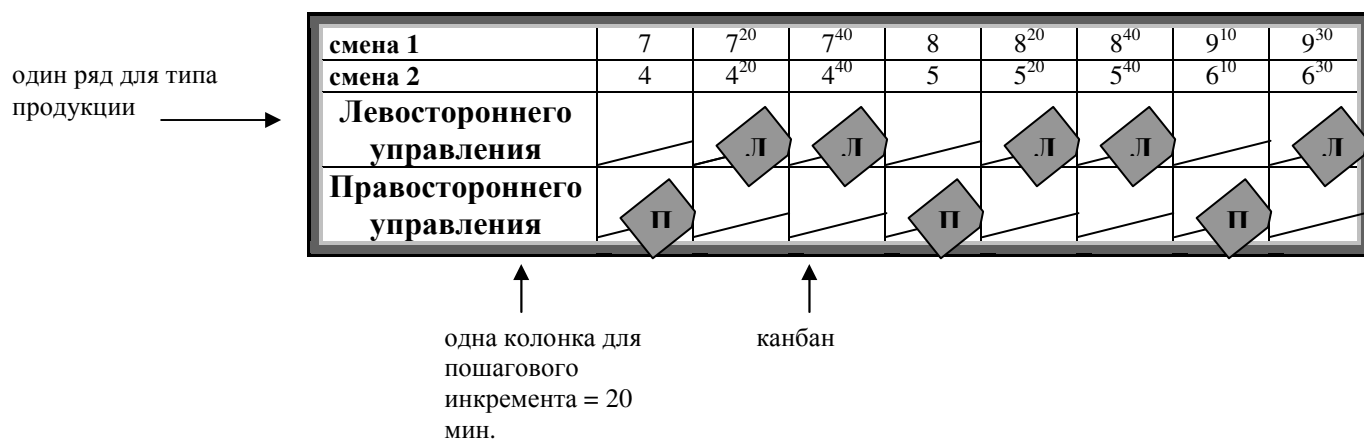 смена 1 7 7²⁰ 7⁴⁰ 8 8²⁰ 8⁴⁰ 9¹⁰ 9³⁰
смена 2 4 4²⁰ 4⁴⁰ 5 5²⁰ 5⁴⁰ 6¹⁰ 6³⁰
один ряд для типа
продукции
Левостороннего
управления
Л Л Л Л Л
Правостороннего
управления
П П П
одна колонка для
пошагового
инкремента = 20
мин.
канбан